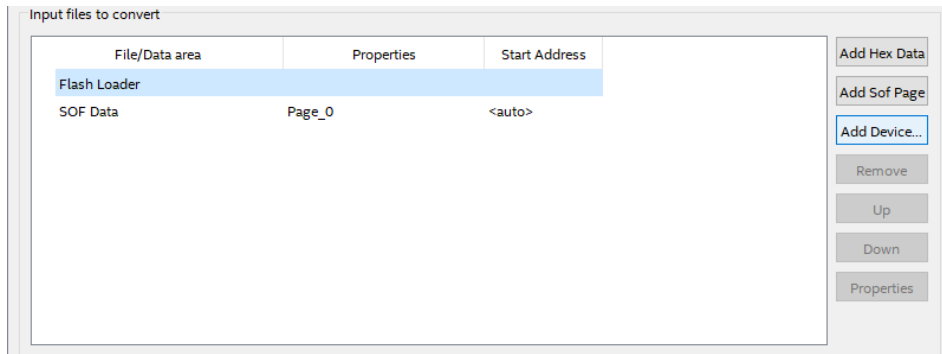 Input files to convert
File/Data area Properties Start Address
Flash Loader
SOF Data Page_0 <auto>
Add Hex Data
Add Sof Page
Add Device...
Remove
Up
Down
Properties